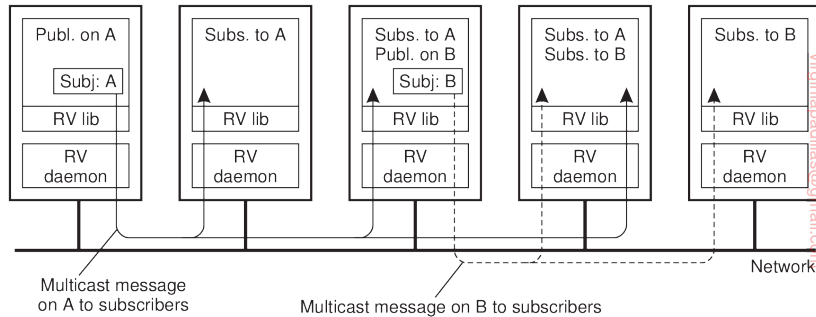 Publ. on A
Subj: A
RV lib
RV
daemon
Subs. to A
RV lib
RV
daemon
Subs. to A
Publ. on B
Subj: B
RV lib
RV
daemon
Subs. to A
Subs. to B
RV lib
RV
daemon
Subs. to B
RV lib
RV
daemon
Network
Multicast message
on A to subscribers
Multicast message on B to subscribers